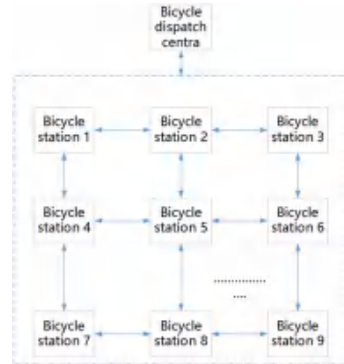 Bicycle
dispatch
centra
Bicycle
station 1
Bicycle
station 2
Bicycle
station 3
Bicycle
station 4
Bicycle
station 5
Bicycle
station 6
...............
....
Bicycle
station 7
Bicycle
station 8
Bicycle
station 9